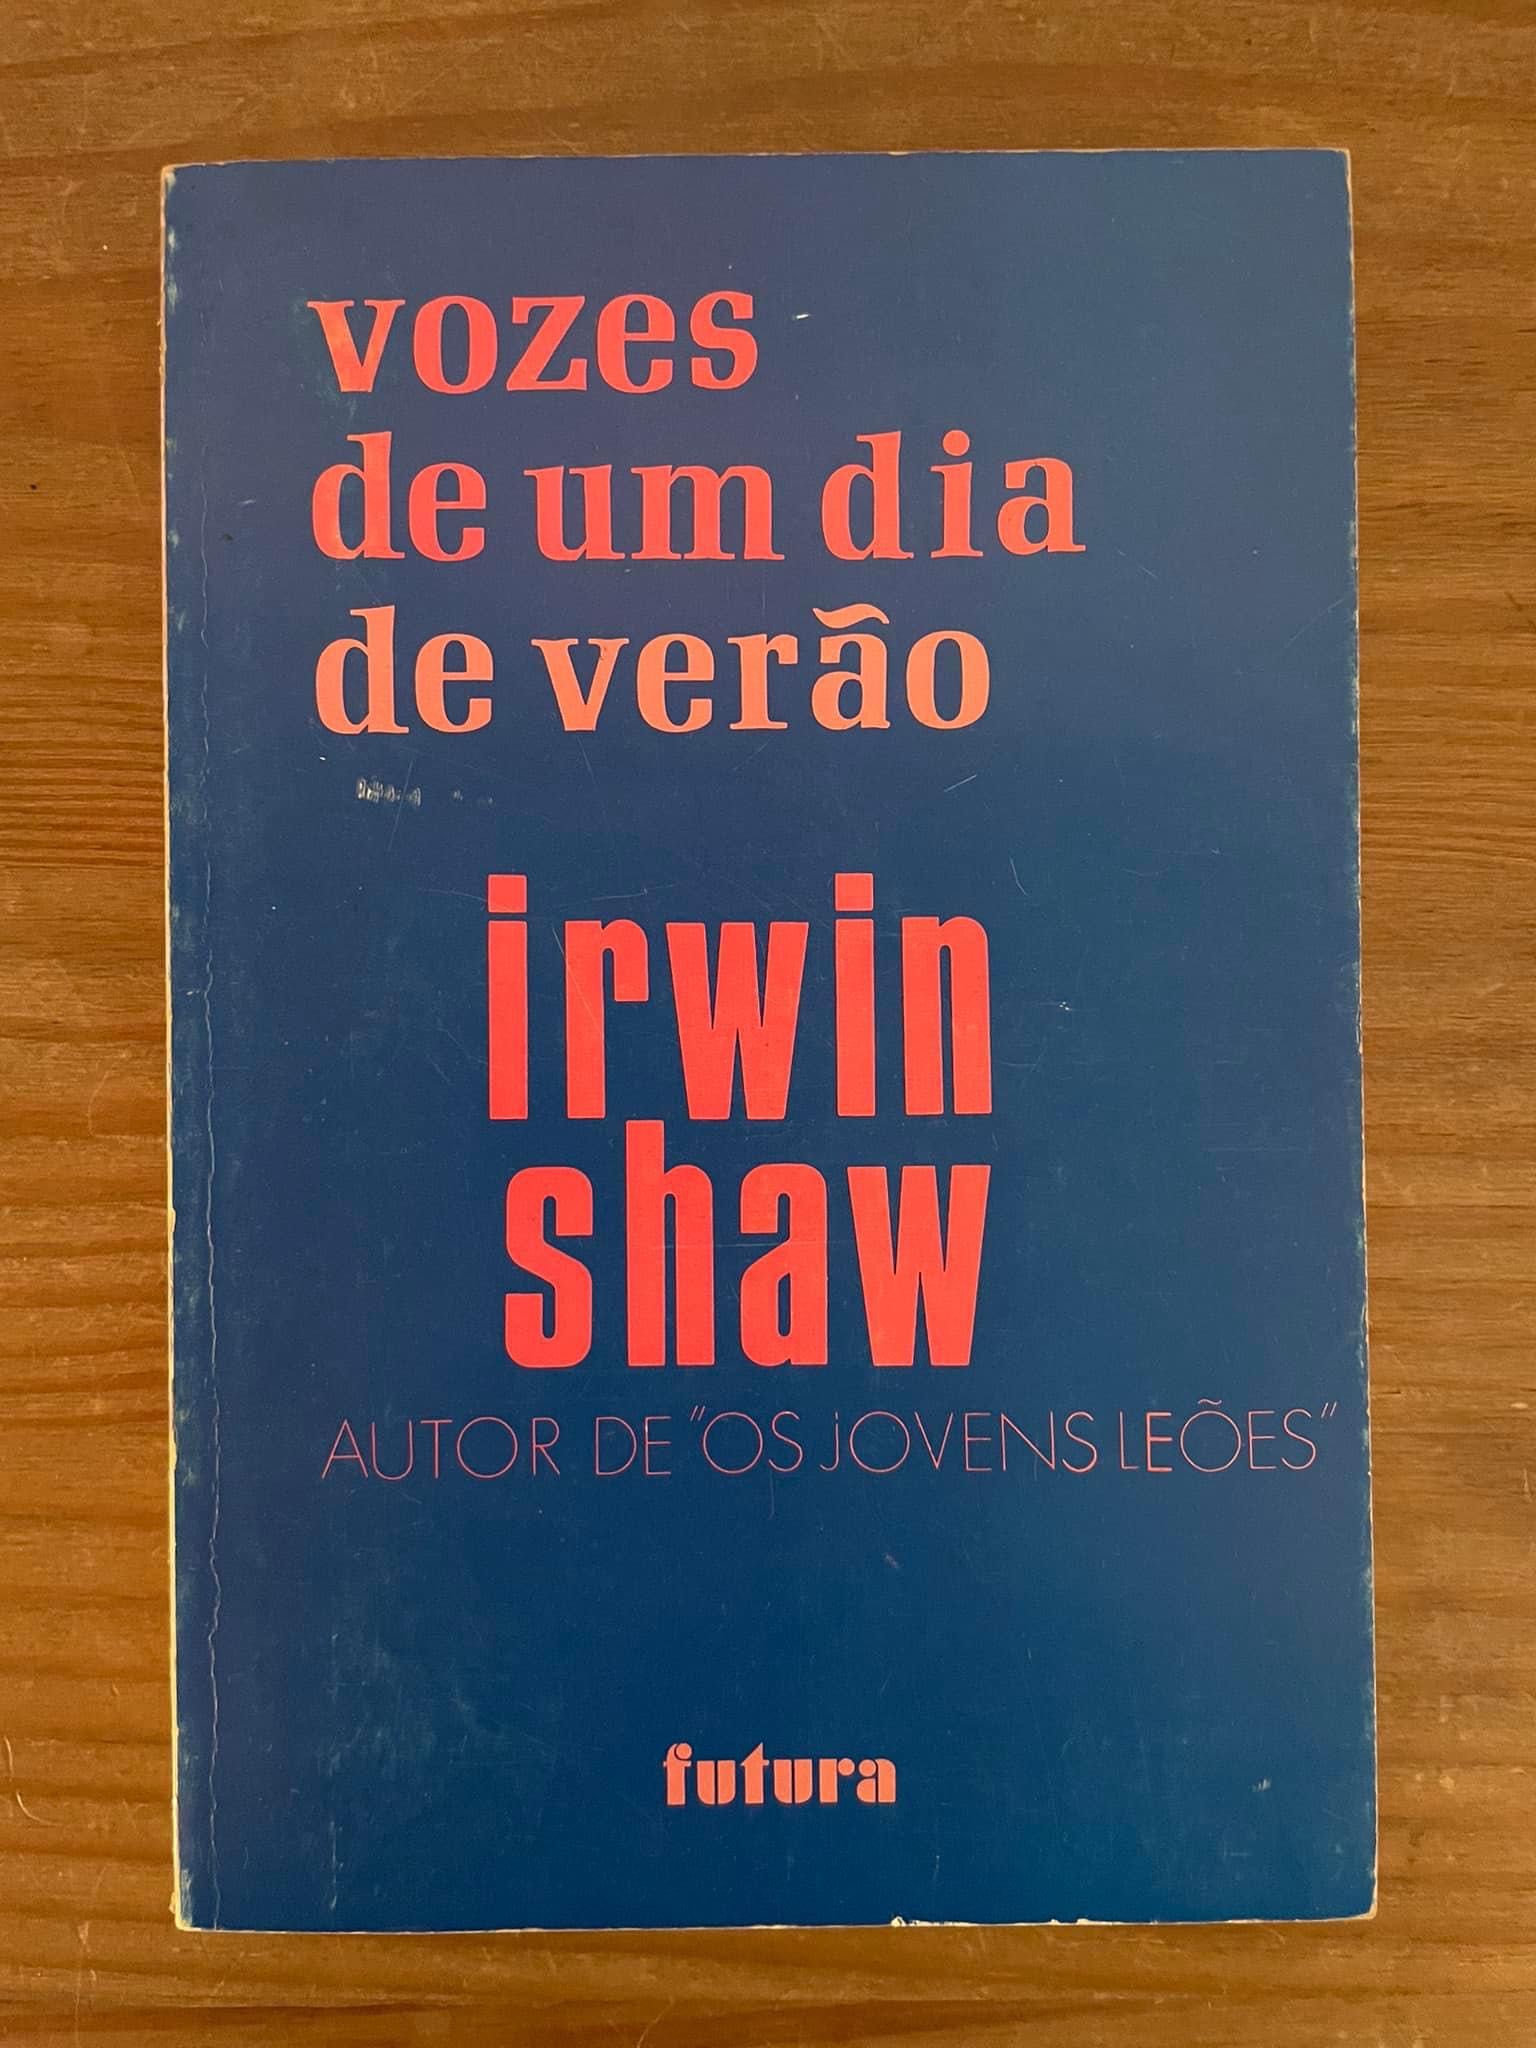 vozes
de um dia
de verão
irwin
shaw
AUTOR DE "OS jOVENS LEÕES"
futura